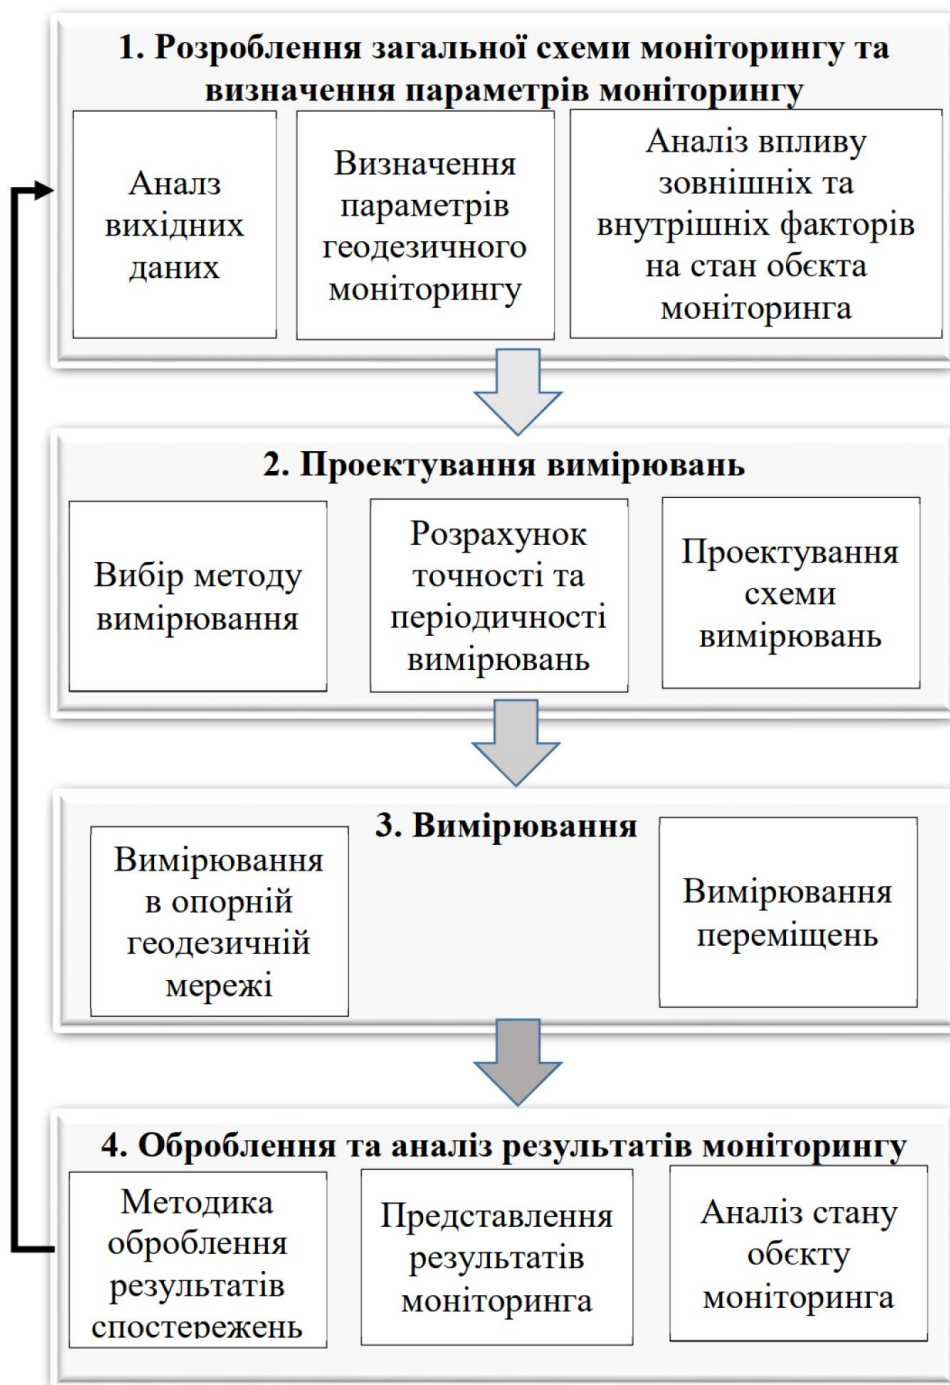 1. Розроблення загальної схеми моніторингу та
визначення параметрів моніторингу
Аналз
вихідних
даних
Визначення
параметрів
геодезичного
моніторингу
Аналіз впливу
зовнішніх та
внутрішніх факторів
на стан обєкта
моніторинга
2. Проектування вимірювань
Вибір методу
вимірювання
Розрахунок
точності та
періодичності
вимірювань
Проектування
схеми
вимірювань
3. Вимірювання
Вимірювання
в опорній
геодезичній
мережі
Вимірювання
переміщень
4. Оброблення та аналіз результатів моніторингу
Методика
оброблення
результатів
спостережень
Представлення
результатів
моніторинга
Аналіз стану
обєкту
моніторинга